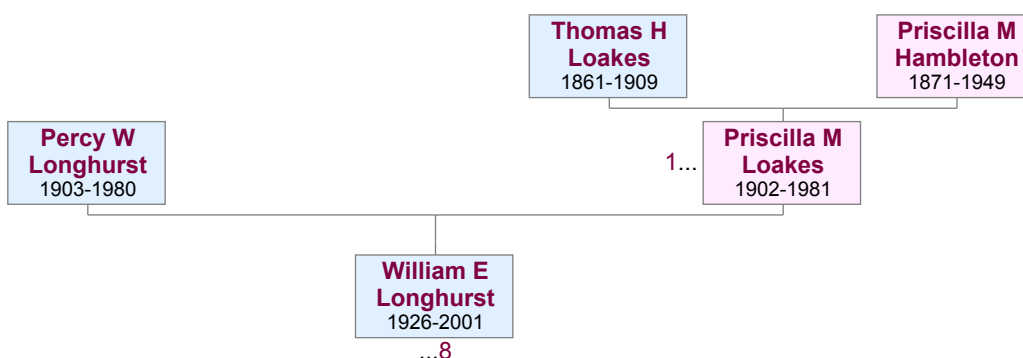 Thomas H
Loakes
1861-1909
Priscilla M
Hambleton
1871-1949
Percy W
Longhurst
1903-1980
1...
Priscilla M
Loakes
1902-1981
William E
Longhurst
1926-2001
...8